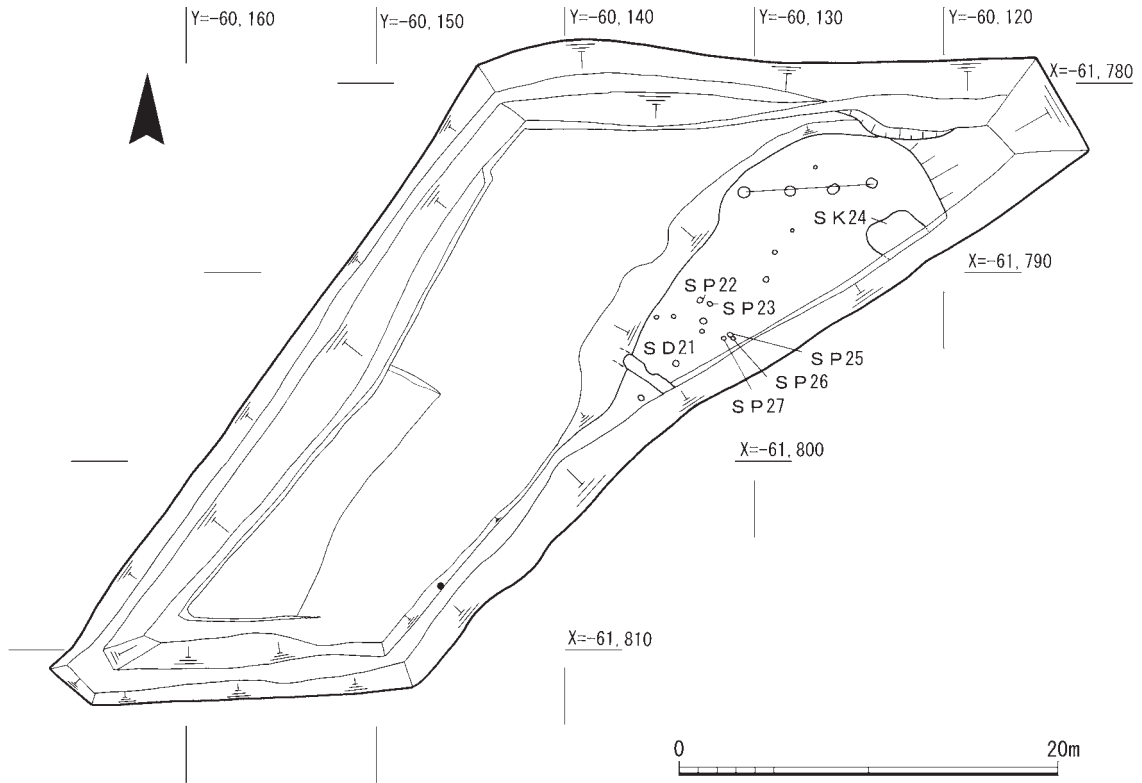 Y=-60,160
Y=-60,150
Y=-60,140
Y=-60,130
Y=-60,120
X=-61,780
SK24
X=-61,790
SP22
SP23
SD21
SP25
SP26
SP27
X=-61,800
X=-61,810
0
20m